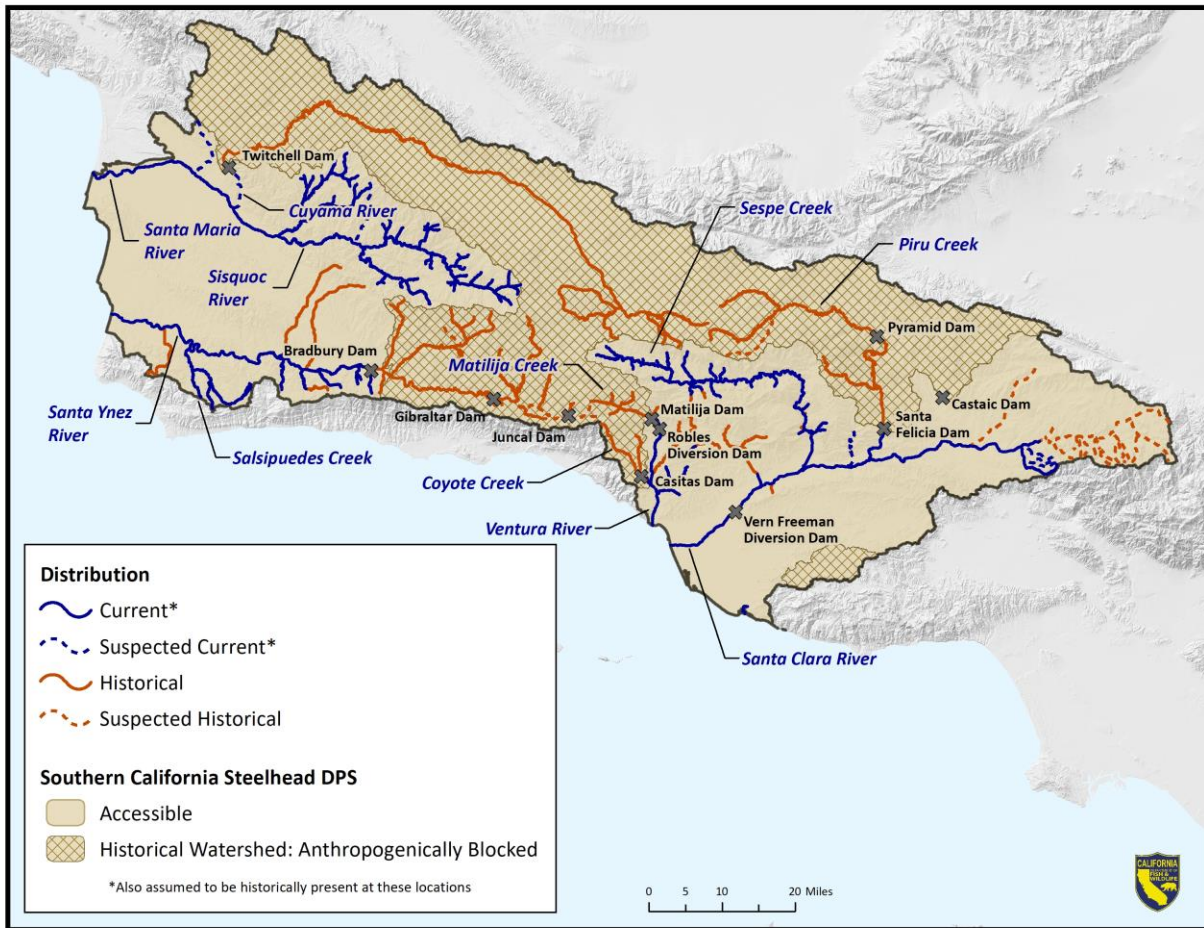 Twitchell Dam
Cuyama River
Sespe Creek
Santa Maria
River
Piru Creek
Sisquoc
River
Pyramid Dam
Bradbury Dam
Matilija Creek
Castaic Dam
Santa Ynez
River
Gibraltar Dam
Matilija Dam
Santa
Felicia Dam
Juncal Dam
Robles
Diversion Dam
Salsipuedes Creek
Coyote Creek
Casitas Dam
Ventura River
Vern Freeman
Diversion Dam
Santa Clara River
Distribution
Current*
Suspected Current*
Historical
Suspected Historical
Southern California Steelhead DPS
Accessible
Historical Watershed: Anthropogenically Blocked
*Also assumed to be historically present at these locations
0 5 10 20 Miles
CALIFORNIA
FISH &
WILDLIFE